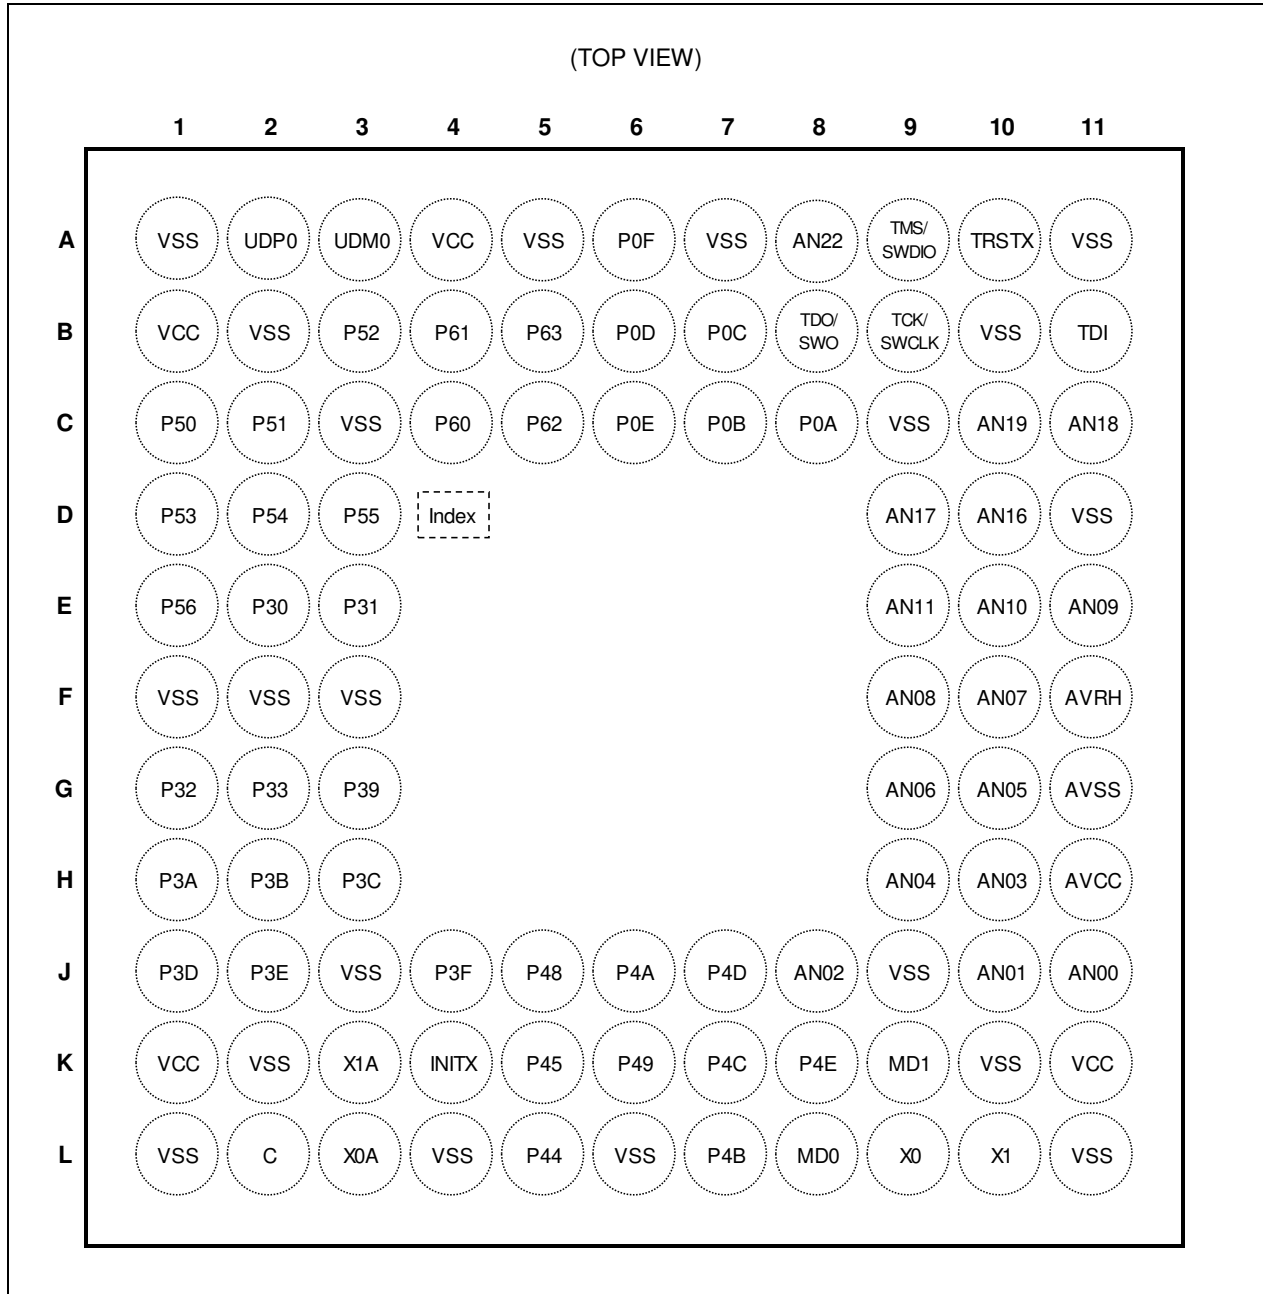 (TOP VIEW)
1 2 3 4 5 6 7 8 9 10 11
A VSS UDP0 UDM0 VCC VSS P0F VSS AN22 TMS/ SWDIO TRSTX VSS
B VCC VSS P52 P61 P63 P0D P0C TDO/ SWO TCK/ SWCLK VSS TDI
C P50 P51 VSS P60 P62 P0E P0B P0A VSS AN19 AN18
D P53 P54 P55 Index AN17 AN16 VSS
E P56 P30 P31 AN11 AN10 AN09
F VSS VSS VSS AN08 AN07 AVRH
G P32 P33 P39 AN06 AN05 AVSS
H P3A P3B P3C AN04 AN03 AVCC
J P3D P3E VSS P3F P48 P4A P4D AN02 VSS AN01 AN00
K VCC VSS X1A INITX P45 P49 P4C P4E MD1 VSS VCC
L VSS C X0A VSS P44 VSS P4B MD0 X0 X1 VSS